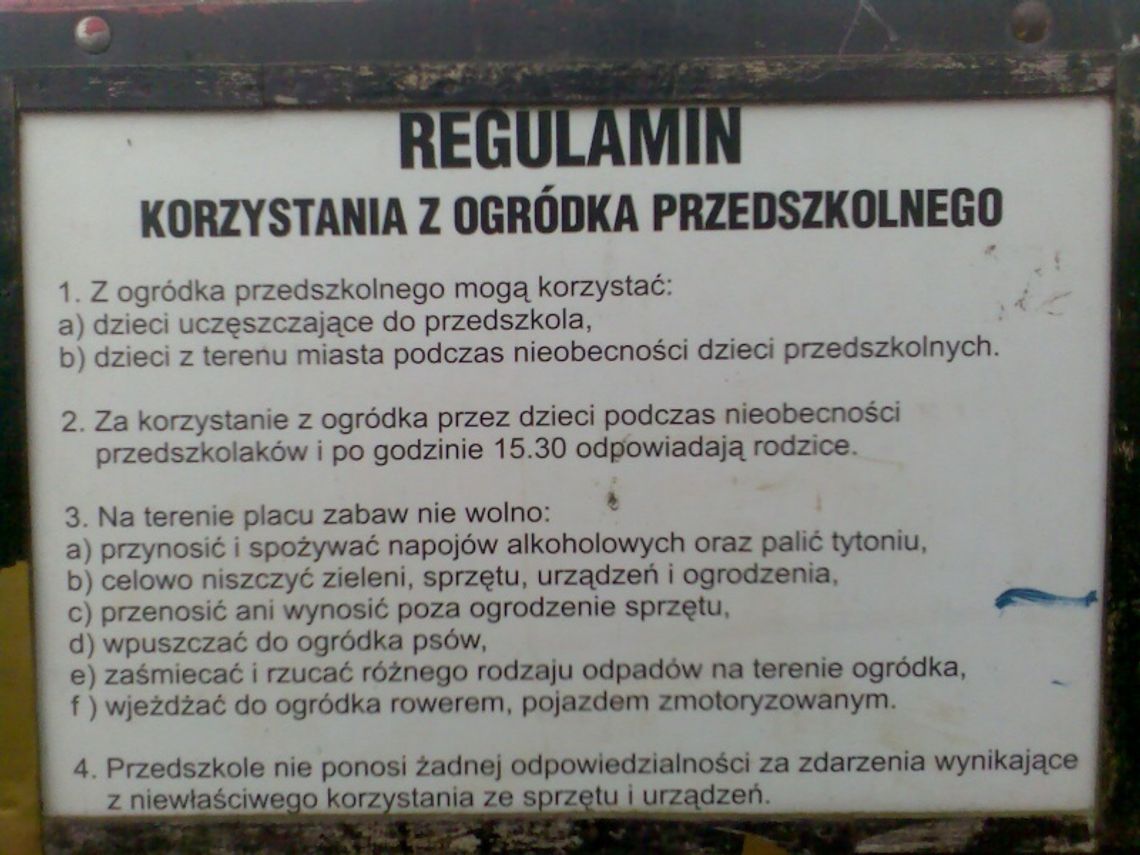 REGULAMIN
KORZYSTANIA Z OGRÓDKA PRZEDSZKOLNEGO
1. Z ogródka przedszkolnego mogą korzystać:
a) dzieci uczęszczające do przedszkola,
b) dzieci z terenu miasta podczas nieobecności dzieci przedszkolnych.
2. Za korzystanie z ogródka przez dzieci podczas nieobecności
przedszkolaków i po godzinie 15.30 odpowiadają rodzice.
3. Na terenie placu zabaw nie wolno:
a) przynosić i spożywać napojów alkoholowych oraz palić tytoniu,
b) celowo niszczyć zieleni, sprzętu, urządzeń i ogrodzenia,
c) przenosić ani wynosić poza ogrodzenie sprzętu,
d) wpuszczać do ogródka psów,
e) zaśmiecać i rzucać różnego rodzaju odpadów na terenie ogródka,
f ) wjeżdżać do ogródka rowerem, pojazdem zmotoryzowanym.
4. Przedszkole nie ponosi żadnej odpowiedzialności za zdarzenia wynikające
z niewłaściwego korzystania ze sprzętu i urządzeń.